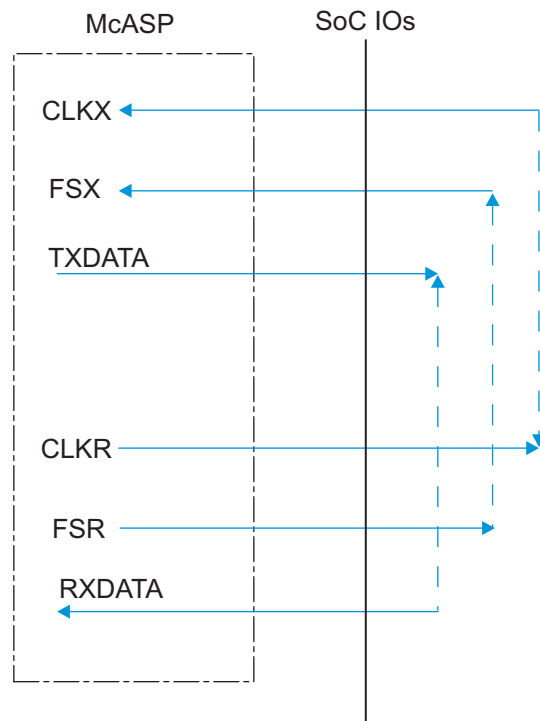 McASP
SoC IOs
CLKX
FSX
TXDATA
CLKR
FSR
RXDATA